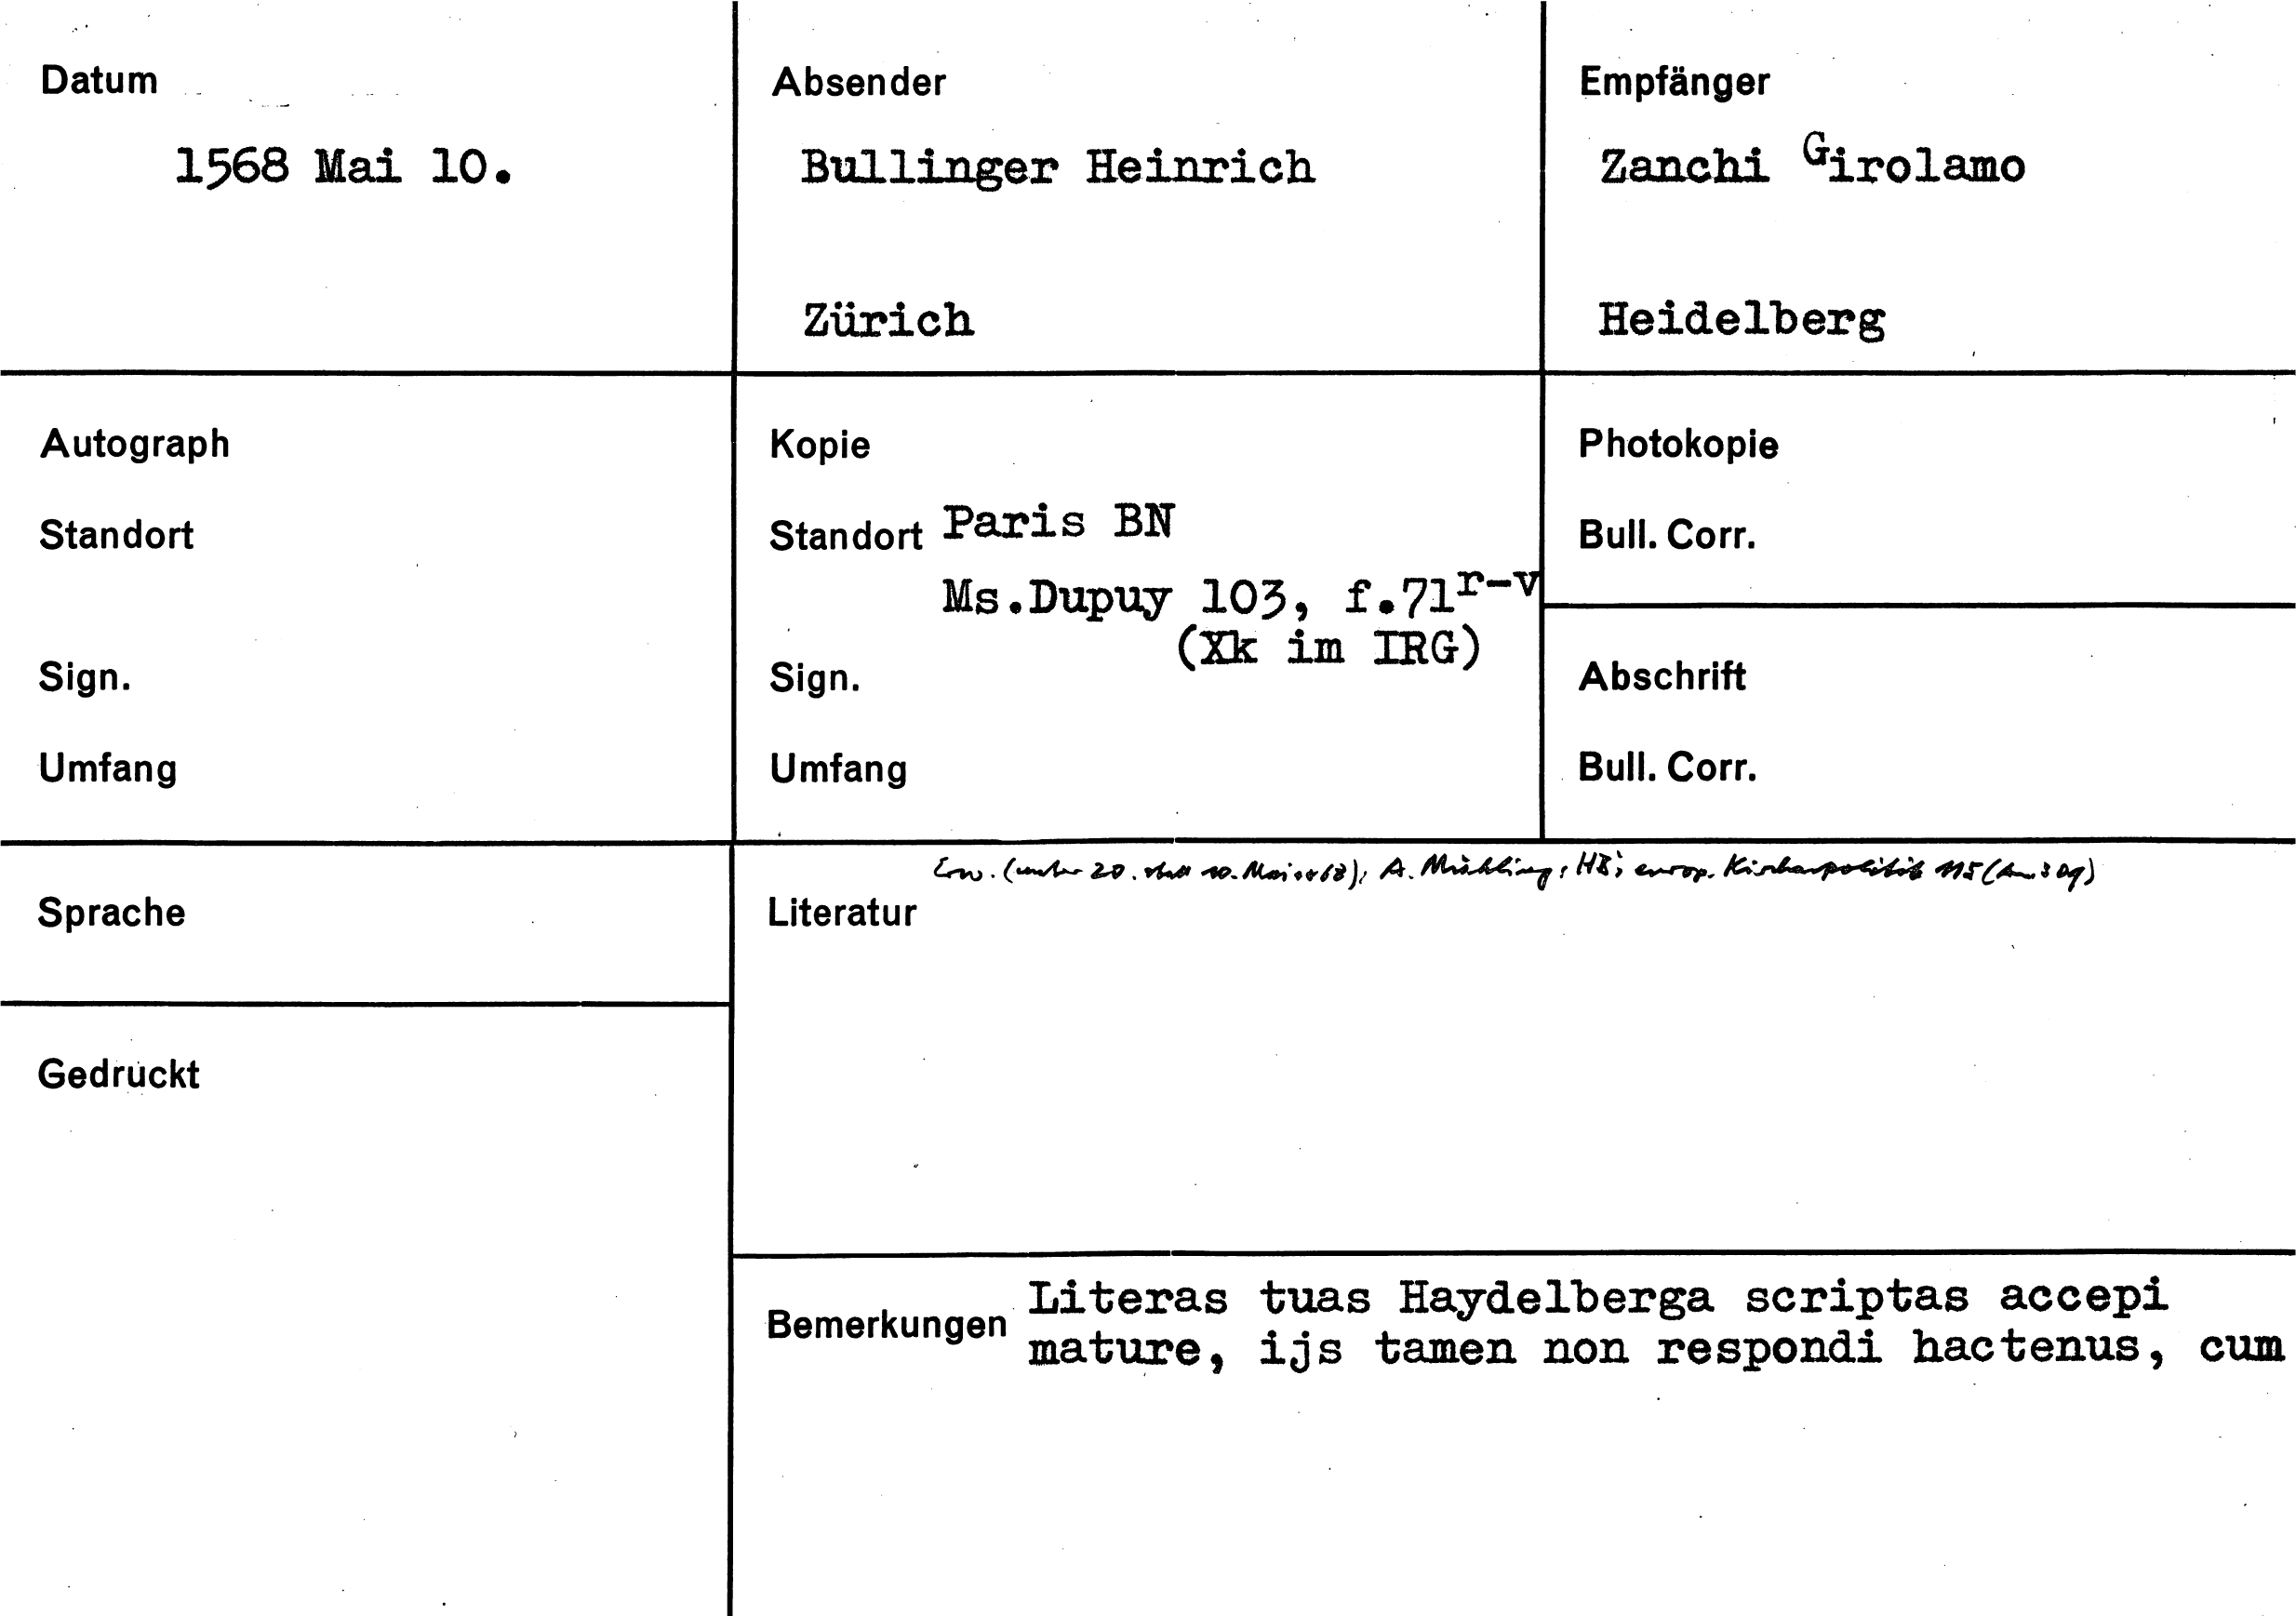 Datum
1568 Mai 10.
Absender
Bullinger Heinrich
Zürich
Empfänger
Zanchi Girolamo
Heidelberg
Autograph
Standort
Sign.
Umfang
Kopie
Standort Paris BN
Ms.Dupuy 103, f.71r-v
(Xk im IRG)
Sign.
Umfang
Photokopie
Bull. Corr.
Abschrift
Bull. Corr.
Sprache
Gedruckt
Erw. (unter 20. statt 10. Mai 1568), A. Mühling, HB's europ. Kirchenpolitik 115 (Anm.
Literatur
Bemerkungen Literas tuas Haydelberga scriptas accepi
mature, ijs tamen non respondi hactenus, cum